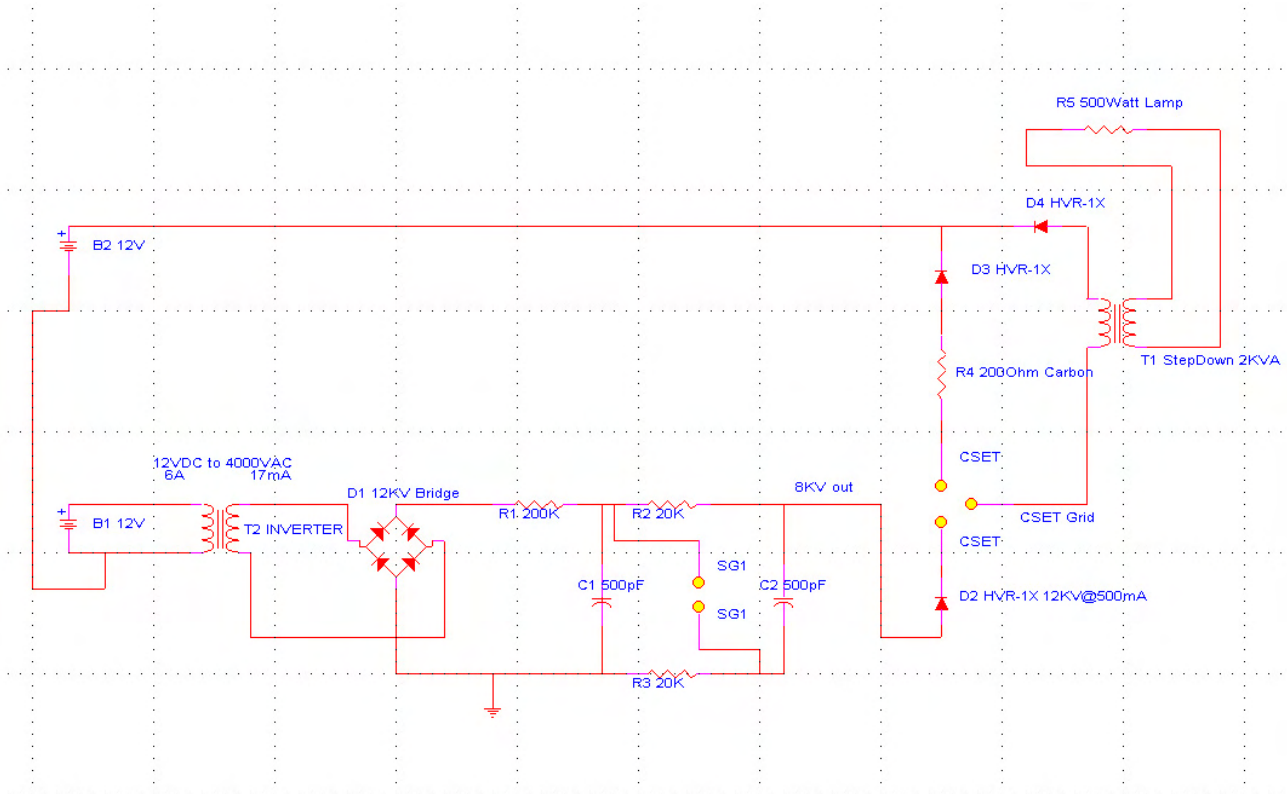 R5 500Watt Lamp
D4 HVR-1X
+
B2 12V
D3 HVR-1X
T1 StepDown 2KVA
R4 200Ohm Carbon
12VDC to 4000VAC
6A 17mA
CSET
D1 12KV Bridge
8KV out
+
B1 12V
T2 INVERTER
R1 200K
R2 20K
CSET Grid
CSET
SG1
C1 500pF
C2 500pF
D2 HVR-1X 12KV@500mA
SG1
R3 20K